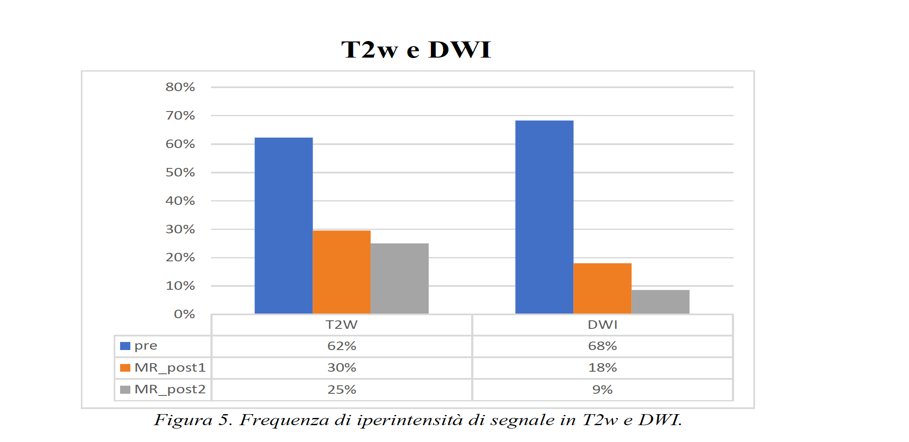 T2w e DWI
80%
70%
60%
50%
40%
30%
20%
10%
0%
T2W DWI
pre 62% 68%
MR_post1 30% 18%
MR_post2 25% 9%
Figura 5. Frequenza di iperintensità di segnale in T2w e DWI.